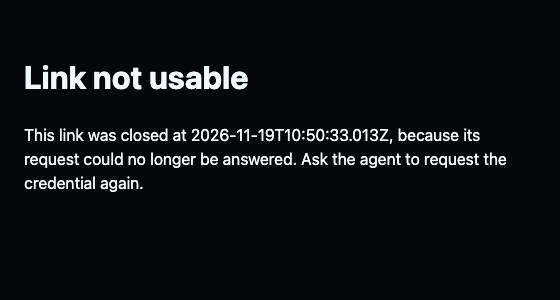 Link not usable
This link was closed at 2026-11-19T10:50:33.013Z, because its
request could no longer be answered. Ask the agent to request the
credential again.